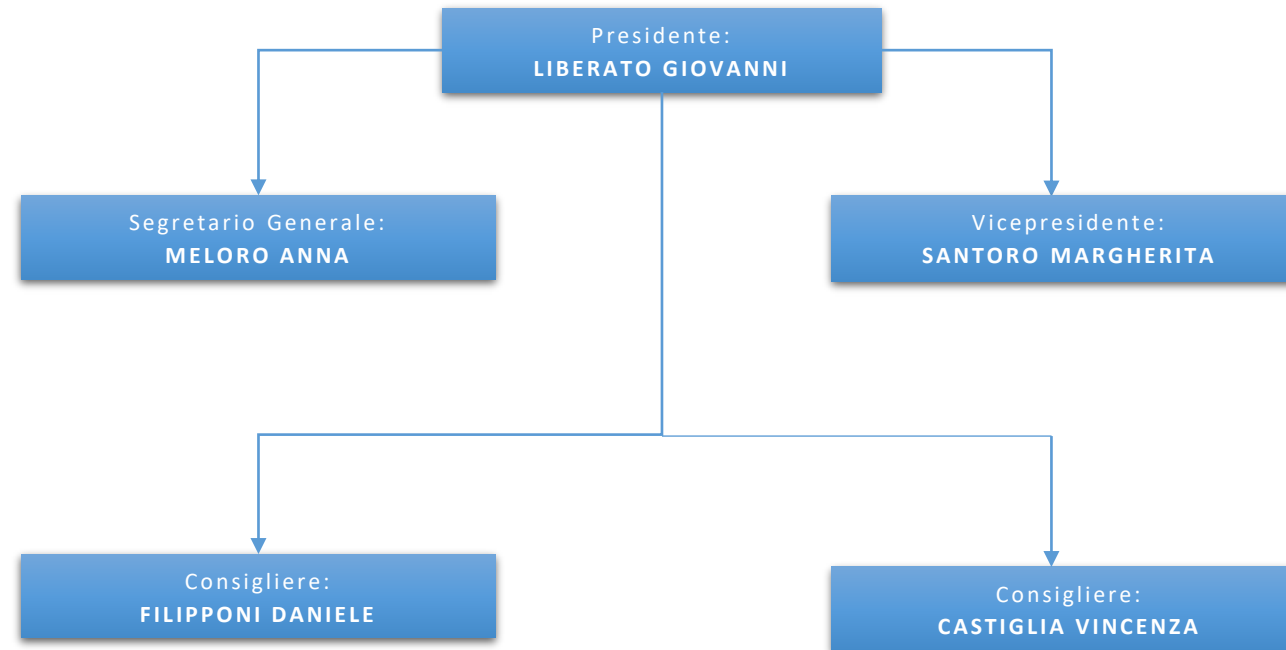 Presidente:
LIBERATO GIOVANNI
Segretario Generale:
MELORO ANNA
Vicepresidente:
SANTORO MARGHERITA
Consigliere:
FILIPPONI DANIELE
Consigliere:
CASTIGLIA VINCENZA